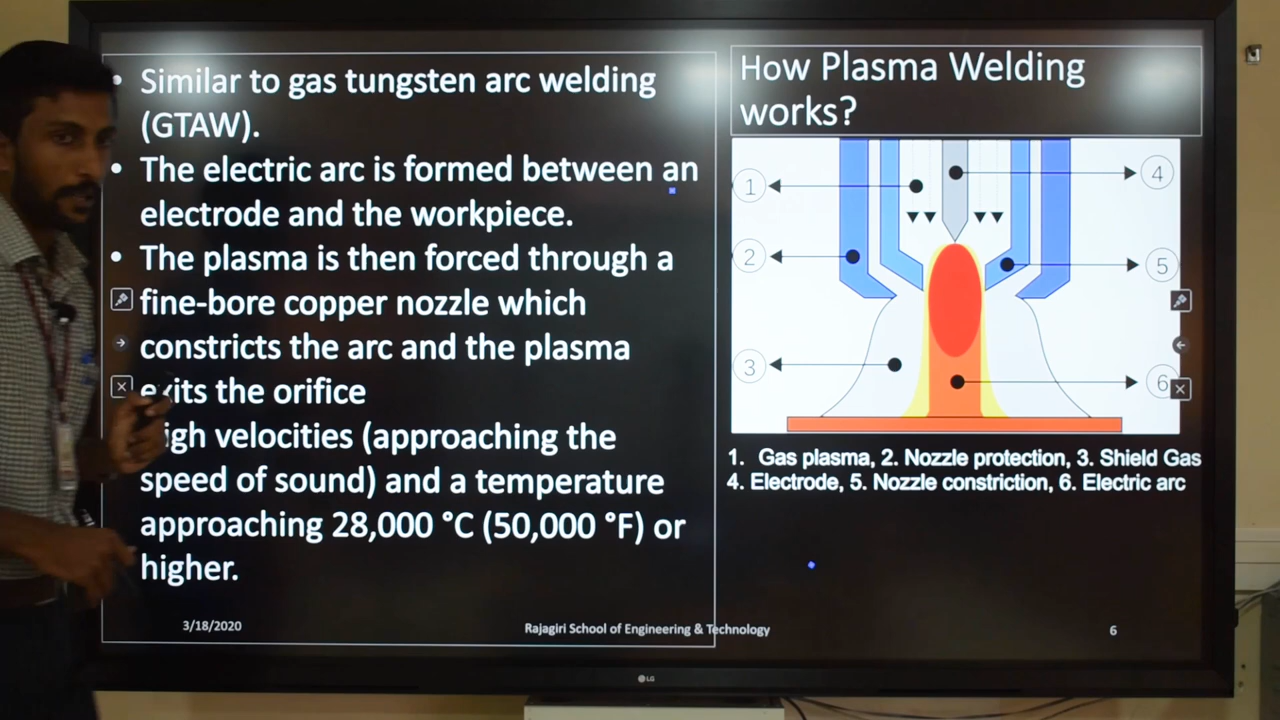 • Similar to gas tungsten arc welding
(GTAW).
• The electric arc is formed between an
electrode and the workpiece.
• The plasma is then forced through a
fine-bore copper nozzle which
constricts the arc and the plasma
exits the orifice
igh velocities (approaching the
speed of sound) and a temperature
approaching 28,000 °C (50,000 °F) or
higher.
How Plasma Welding
works?
1
2
3
4
5
6
1. Gas plasma, 2. Nozzle protection, 3. Shield Gas
4. Electrode, 5. Nozzle constriction, 6. Electric arc
3/18/2020
Rajagiri School of Engineering & Technology
6
LG